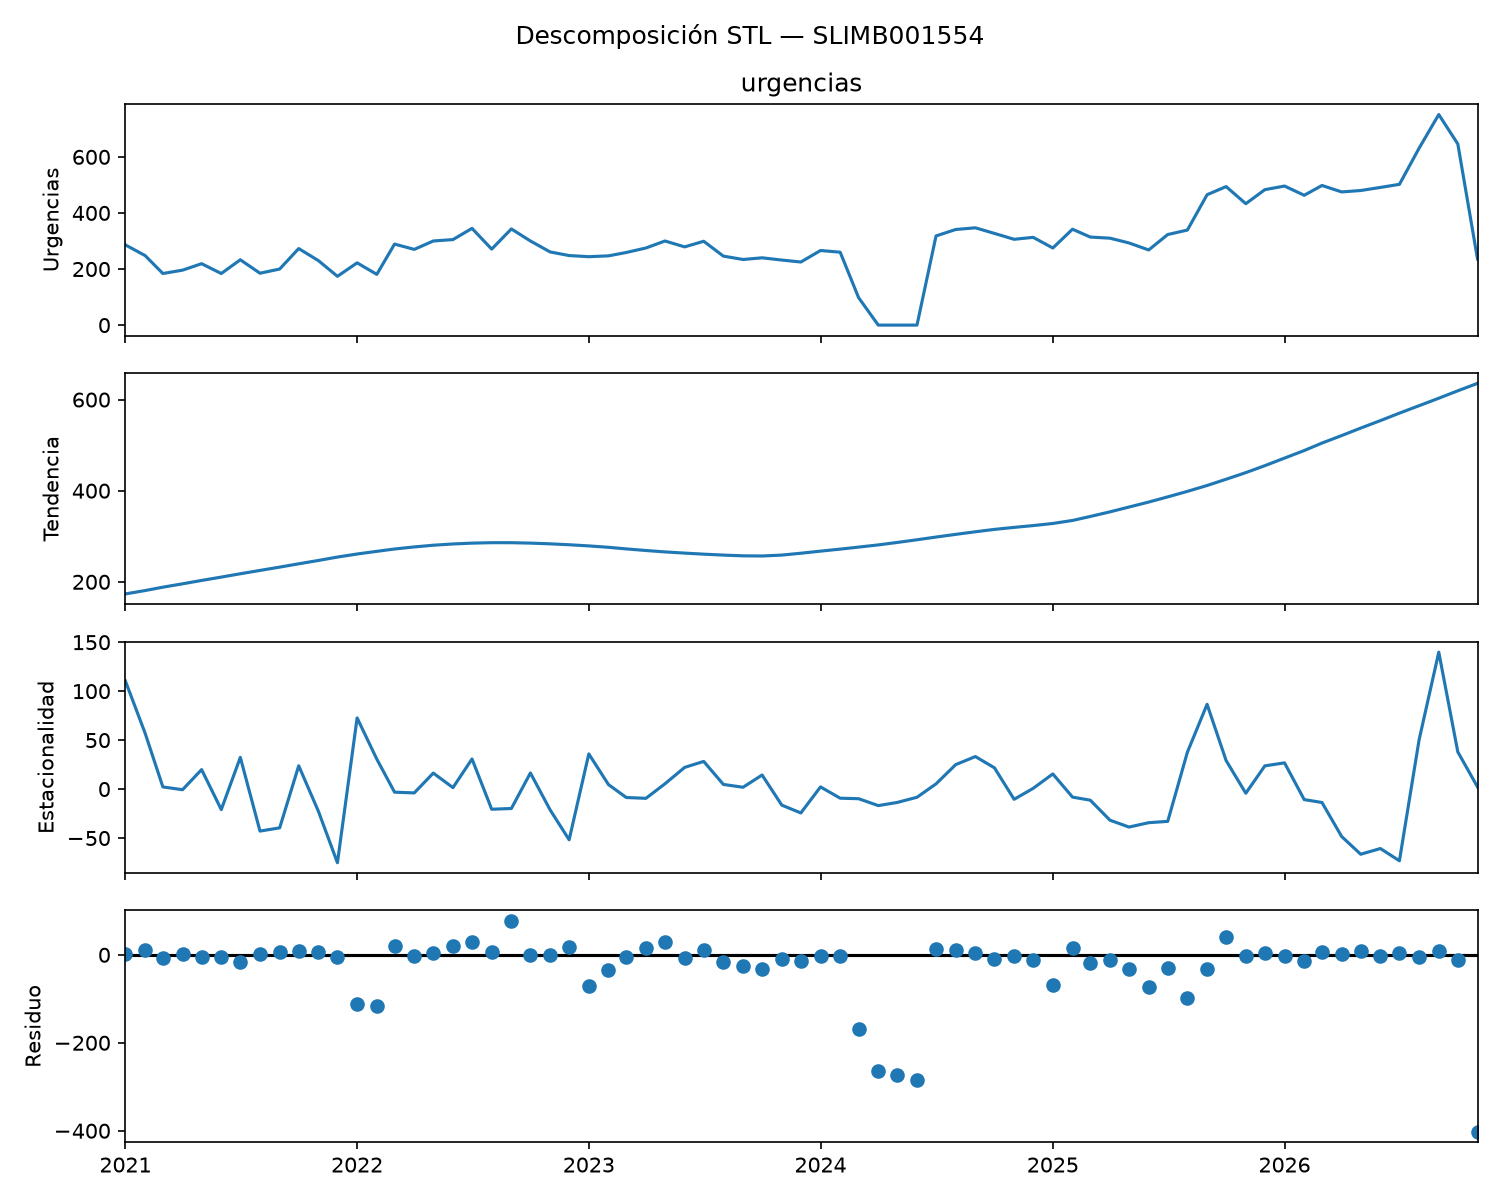 Descomposición STL — SLIMB001554
urgencias
Urgencias
600
400
200
0
Tendencia
600
400
200
Estacionalidad
150
100
50
0
−50
Residuo
0
−200
−400
2021 2022 2023 2024 2025 2026